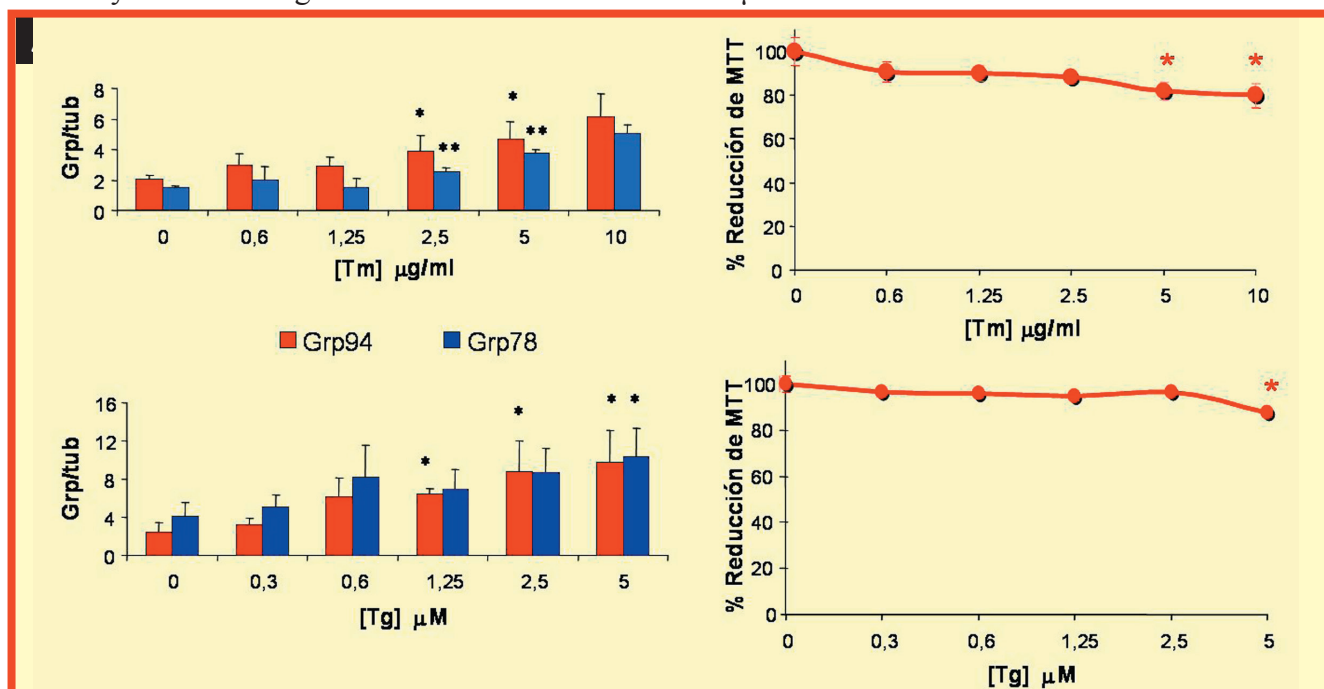 Grp/tub
8
6
4
2
0
* ** * **
0 0,6 1,25 2,5 5 10
[Tm] µg/ml
% Reducción de MTT
100
80
60
40
20
0
* *
0 0.6 1.25 2.5 5 10
[Tm] µg/ml
Grp94 Grp78
Grp/tub
16
12
8
4
0
* * * *
0 0,3 0,6 1,25 2,5 5
[Tg] µM
% Reducción de MTT
100
80
60
40
20
0
*
0 0,3 0,6 1,25 2,5 5
[Tg] µM